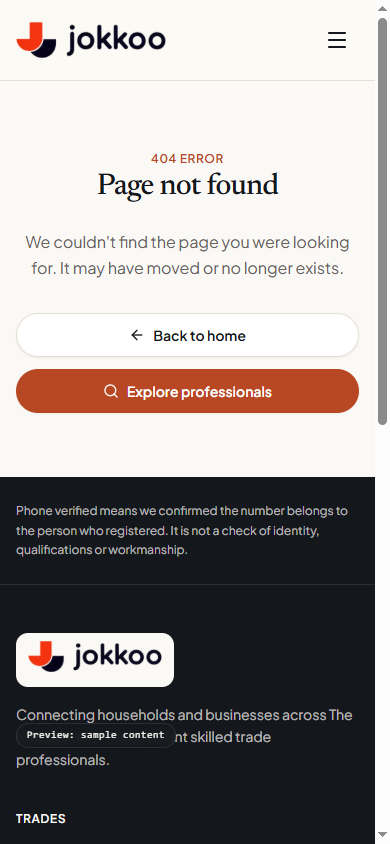 jokkoo
404 ERROR
Page not found
We couldn't find the page you were looking
for. It may have moved or no longer exists.
Back to home
Explore professionals
Phone verified means we confirmed the number belongs to
the person who registered. It is not a check of identity,
qualifications or workmanship.
jokkoo
Connecting households and businesses across The
Preview: sample content nt skilled trade
professionals.
TRADES